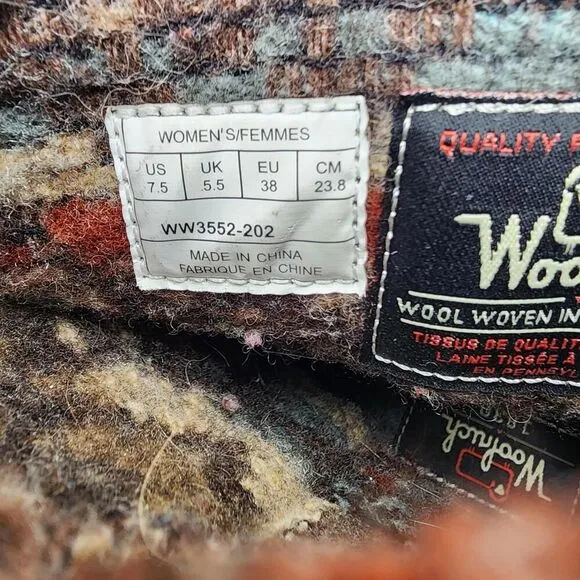 WOMEN'S/FEMMES
US UK EU CM
7.5 5.5 38 23.8
WW3552-202
MADE IN CHINA
FABRIQUE EN CHINE
QUALITY
WOOL WOVEN IN
TISSUS DE QUALIT
LAINE TISSÉE À
EN PENNSYL
Woolrich